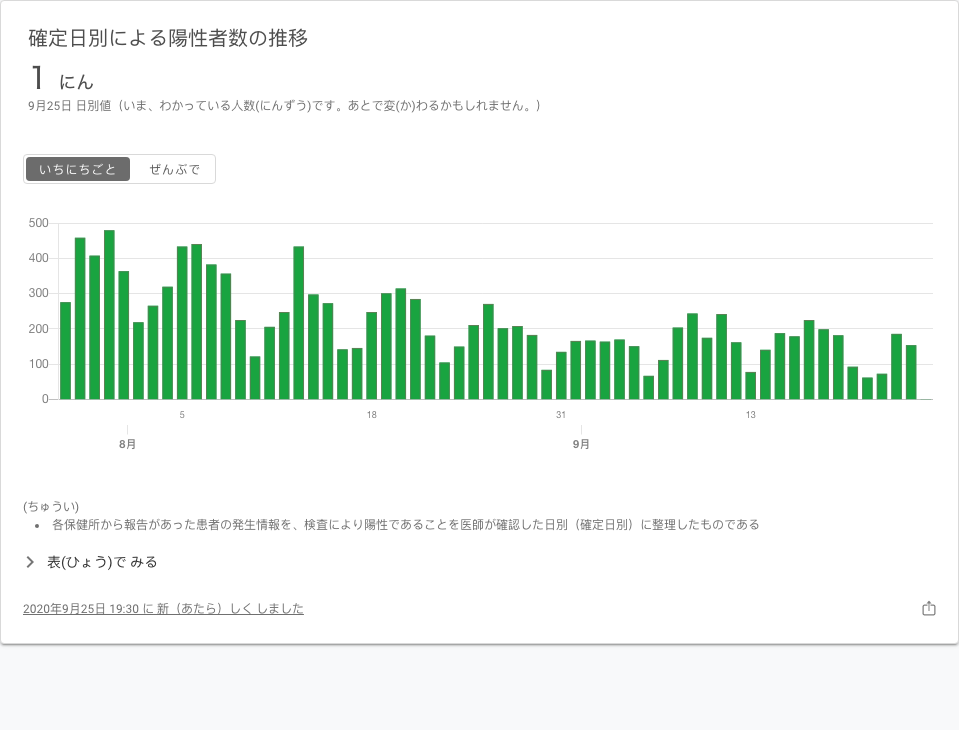 確定日別による陽性者数の推移
1 にん
9月25日 日別値（いま、わかっている人数(にんずう)です。あとで変(か)わるかもしれません。）
いちにちごと ぜんぶで
500
400
300
200
100
0
5 18 31 13
8月 9月
(ちゅうい)
• 各保健所から報告があった患者の発生情報を、検査により陽性であることを医師が確認した日別（確定日別）に整理したものである
表(ひょう)で みる
2020年9月25日 19:30 に 新（あたら）しく しました